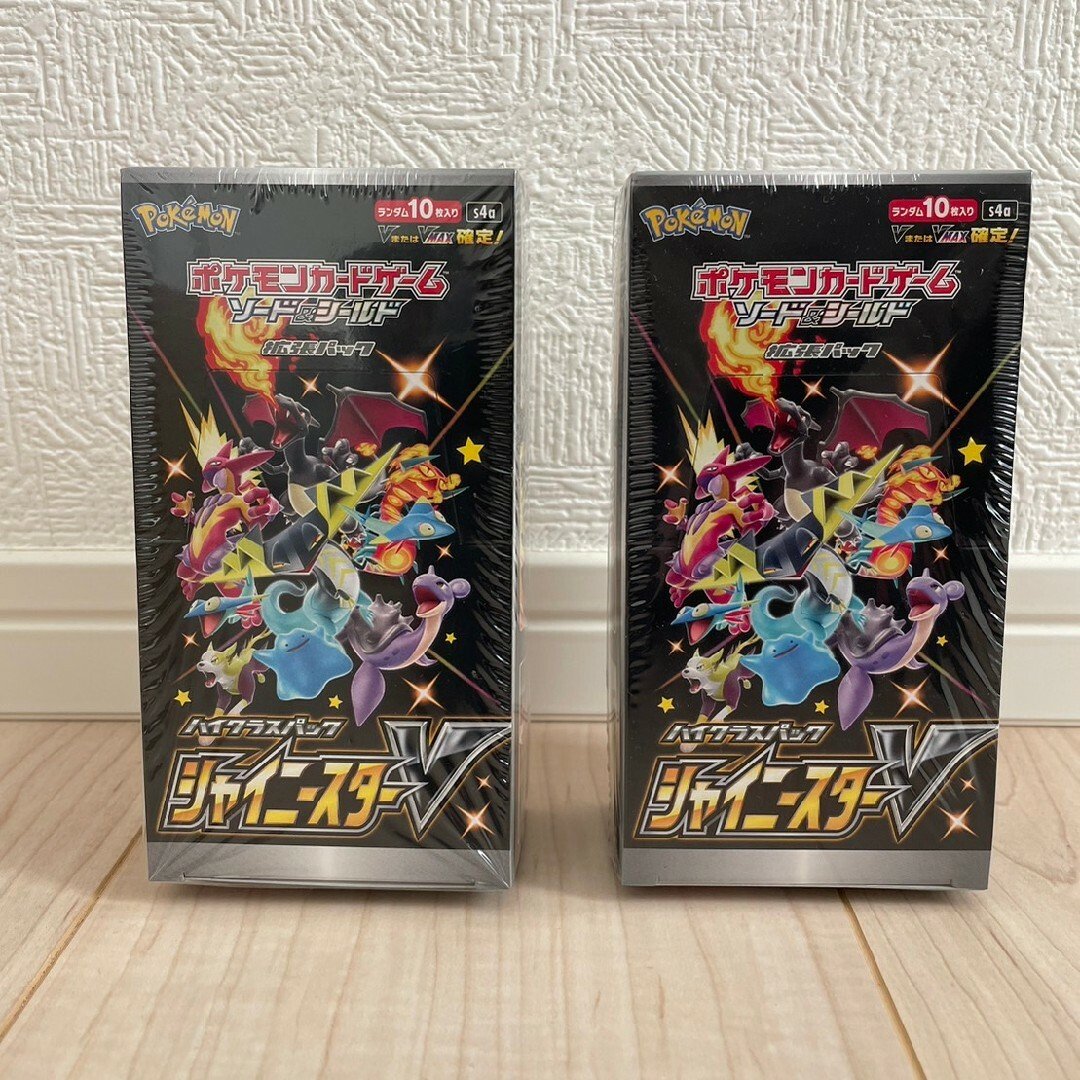 POKÉMON
ランダム10枚入り s4a
VまたはVMAX確定!
ポケモンカードゲーム
ソード&シールド
拡張パック
ハイクラスパック
シャイニースターV
POKÉMON
ランダム10枚入り s4a
VまたはVMAX確定!
ポケモンカードゲーム
ソード&シールド
拡張パック
ハイクラスパック
シャイニースターV